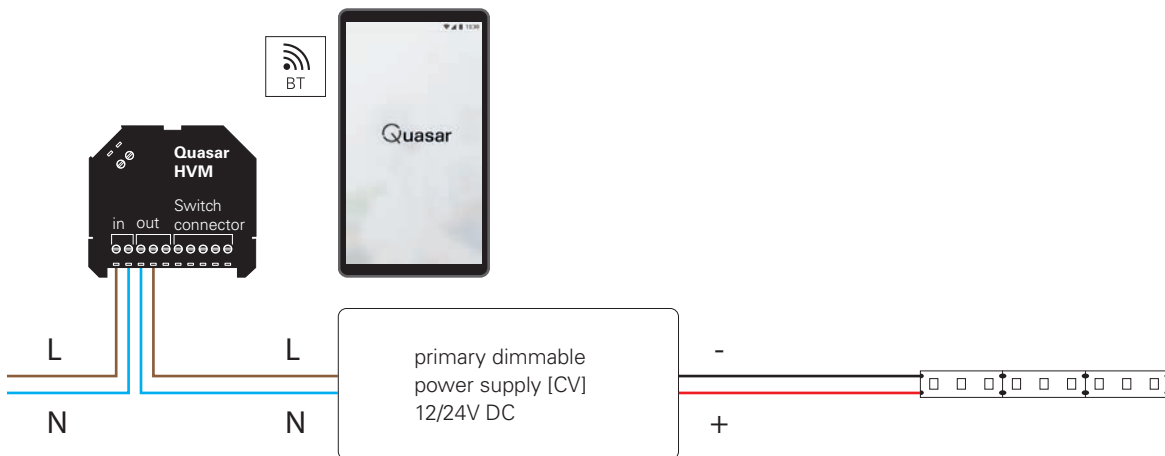 BT
Quasar
Quasar
HVM
Switch
in out connector
L
L
N
N
primary dimmable
power supply [CV]
12/24V DC
-
+